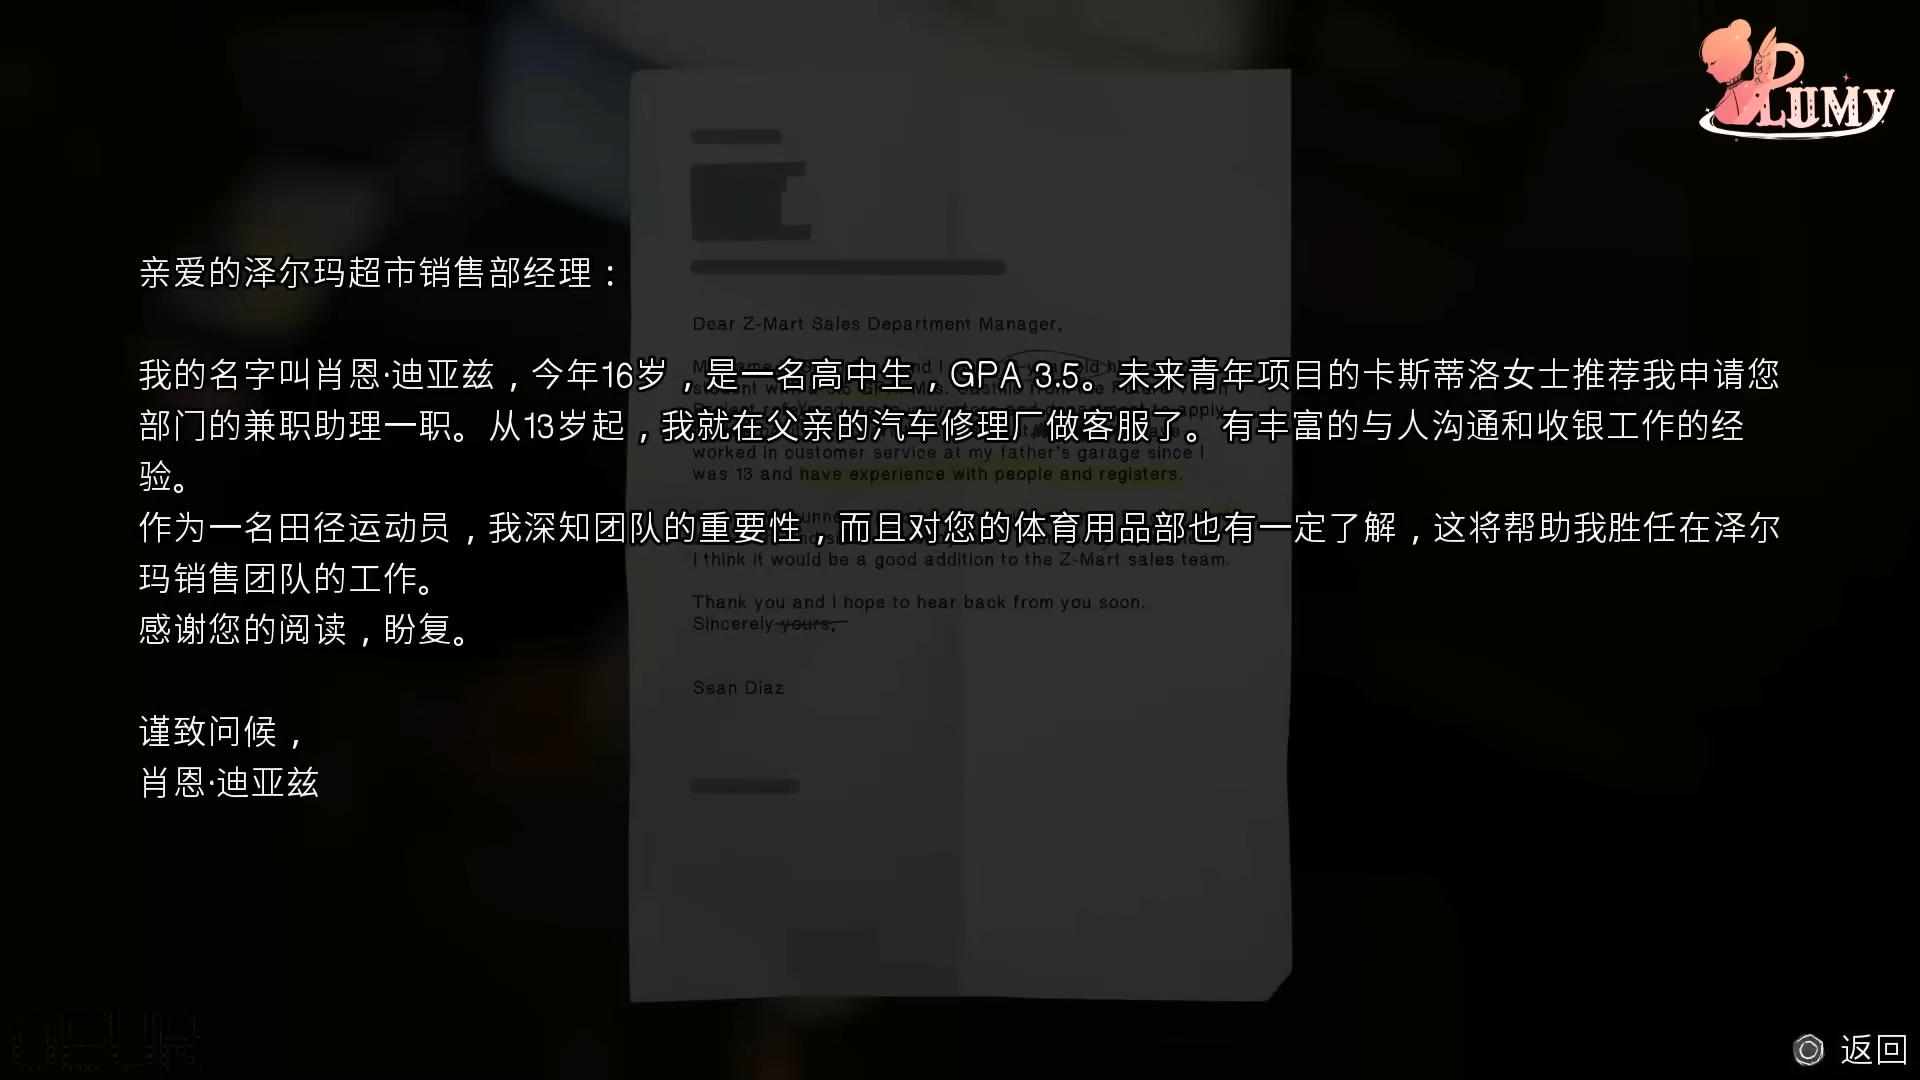 PLUMy
亲爱的泽尔玛超市销售部经理：
我的名字叫肖恩·迪亚兹，今年16岁，是一名高中生，GPA 3.5。未来青年项目的卡斯蒂洛女士推荐我申请您
部门的兼职助理一职。从13岁起，我就在父亲的汽车修理厂做客服了。有丰富的与人沟通和收银工作的经
验。
作为一名田径运动员，我深知团队的重要性，而且对您的体育用品部也有一定了解，这将帮助我胜任在泽尔
玛销售团队的工作。
感谢您的阅读，盼复。
谨致问候，
肖恩·迪亚兹
Dear Z-Mart Sales Department Manager,
worked in customer service at my father's garage since I
was 13 and have experience with people and registers.
I think it would be a good addition to the Z-Mart sales team.
Thank you and I hope to hear back from you soon.
Sincerely yours,
Sean Diaz
返回